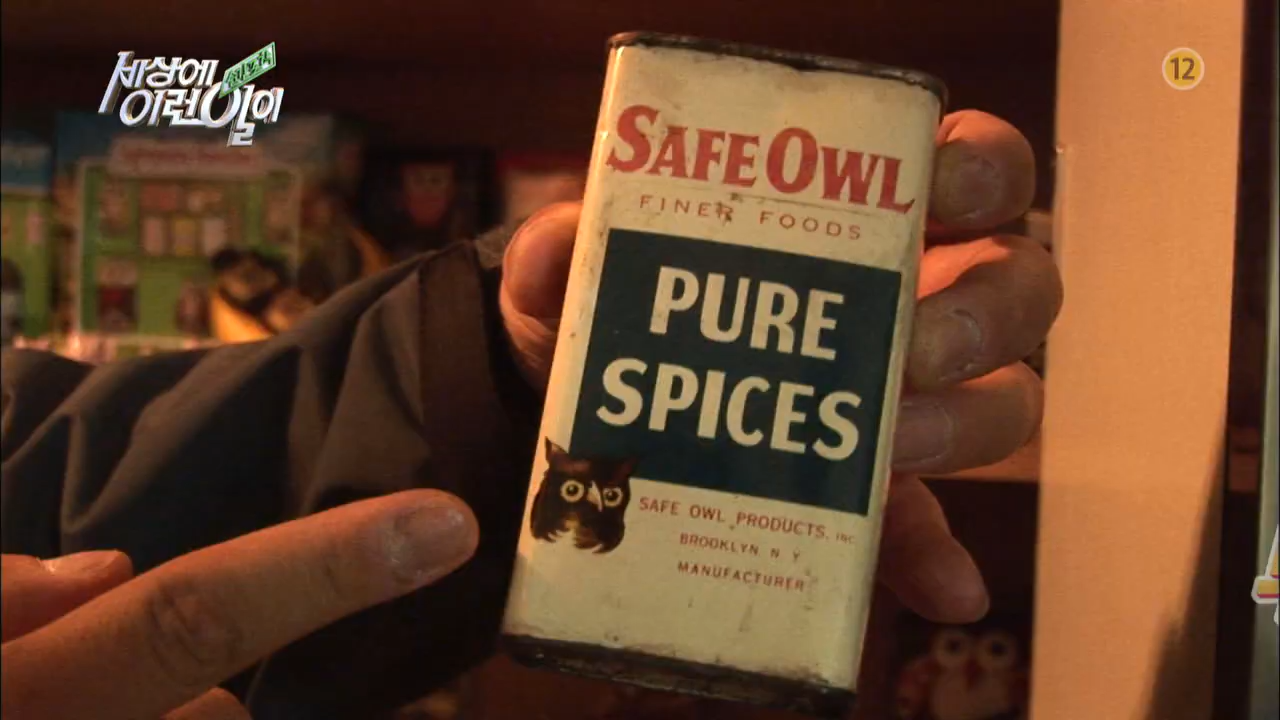 세상에
이런일이
12
SAFE OWL
FINER FOODS
PURE
SPICES
SAFE OWL PRODUCTS, INC
BROOKLYN N Y
MANUFACTURER